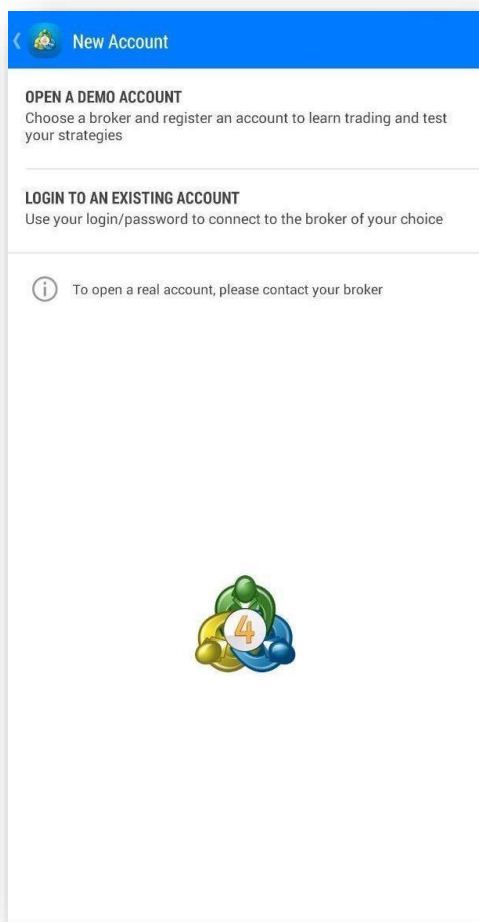 New Account
OPEN A DEMO ACCOUNT
Choose a broker and register an account to learn trading and test
your strategies
LOGIN TO AN EXISTING ACCOUNT
Use your login/password to connect to the broker of your choice
To open a real account, please contact your broker
4